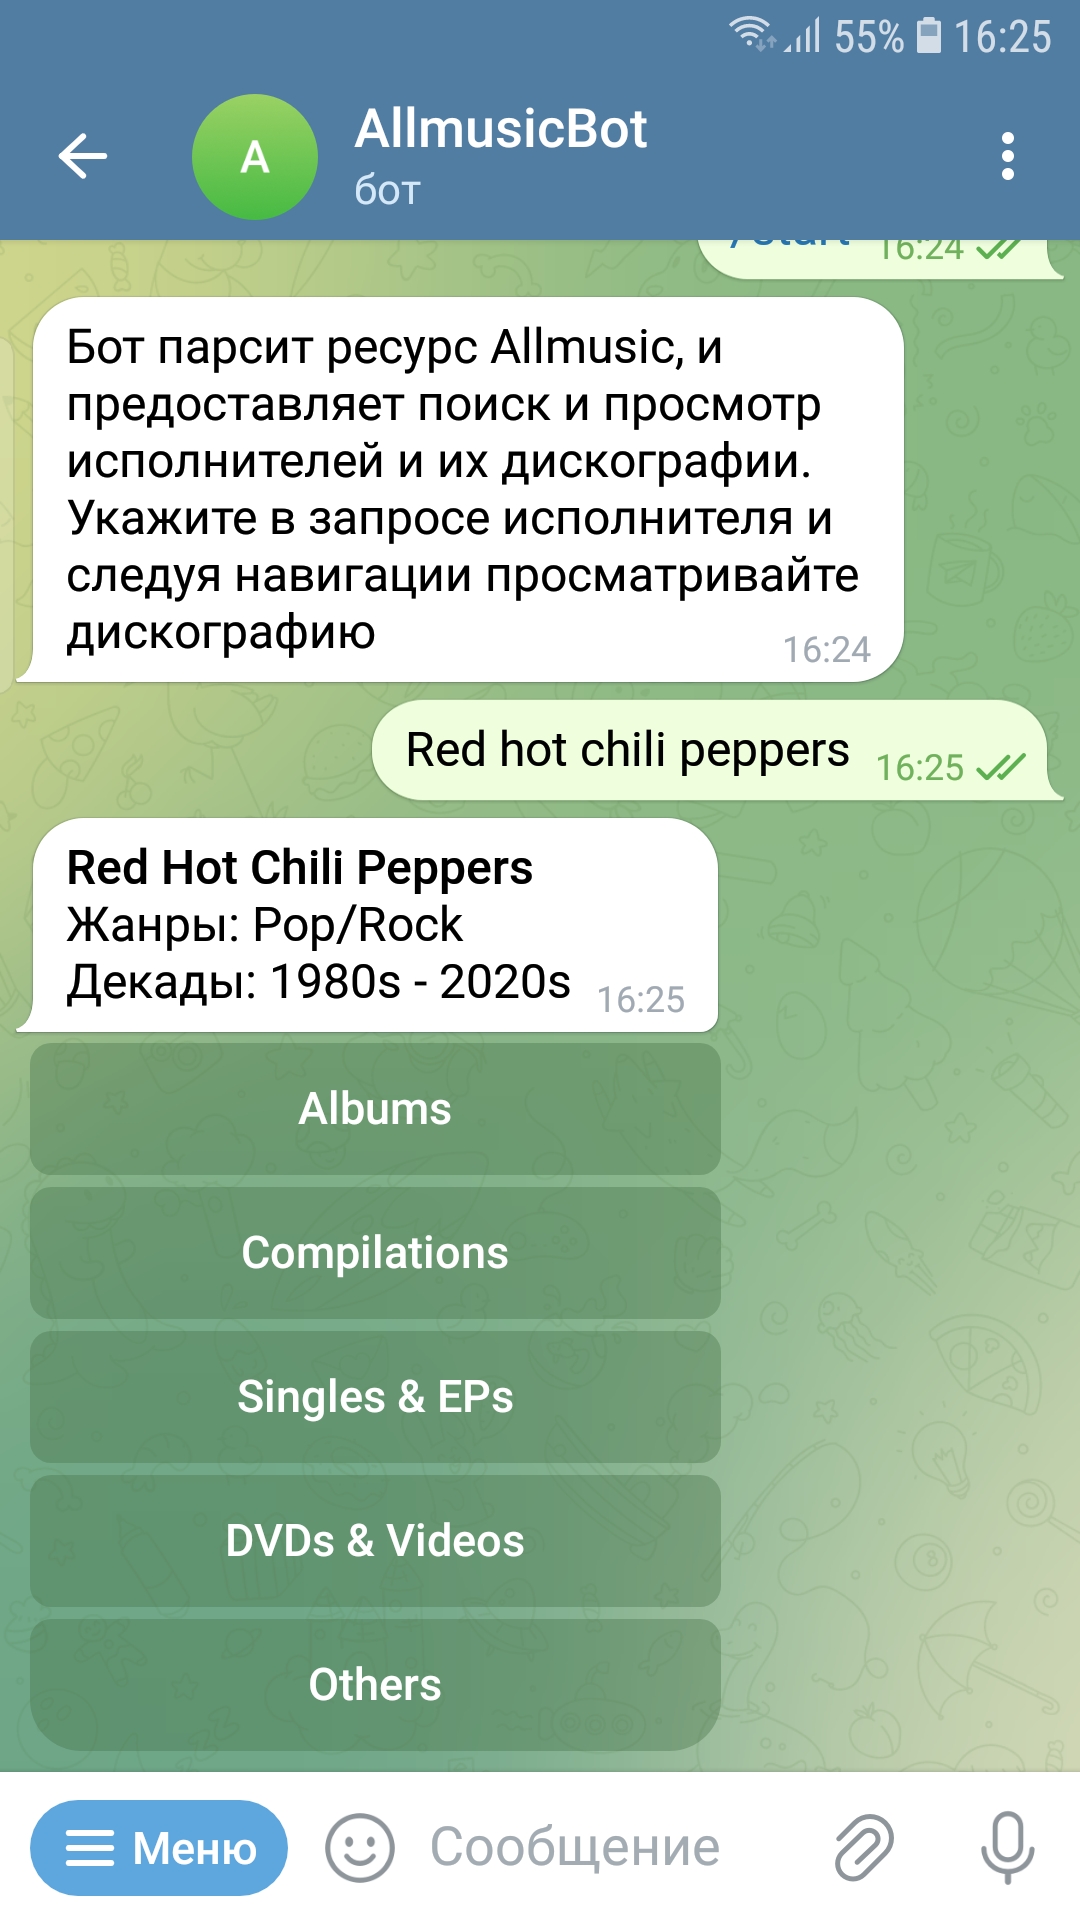 55% 16:25
A
AllmusicBot
бот
/start 16:24
Бот парсит ресурс Allmusic, и
предоставляет поиск и просмотр
исполнителей и их дискографии.
Укажите в запросе исполнителя и
следуя навигации просматривайте
дискографию 16:24
Red hot chili peppers 16:25
Red Hot Chili Peppers
Жанры: Pop/Rock
Декады: 1980s - 2020s 16:25
Albums
Compilations
Singles & EPs
DVDs & Videos
Others
Меню
Сообщение